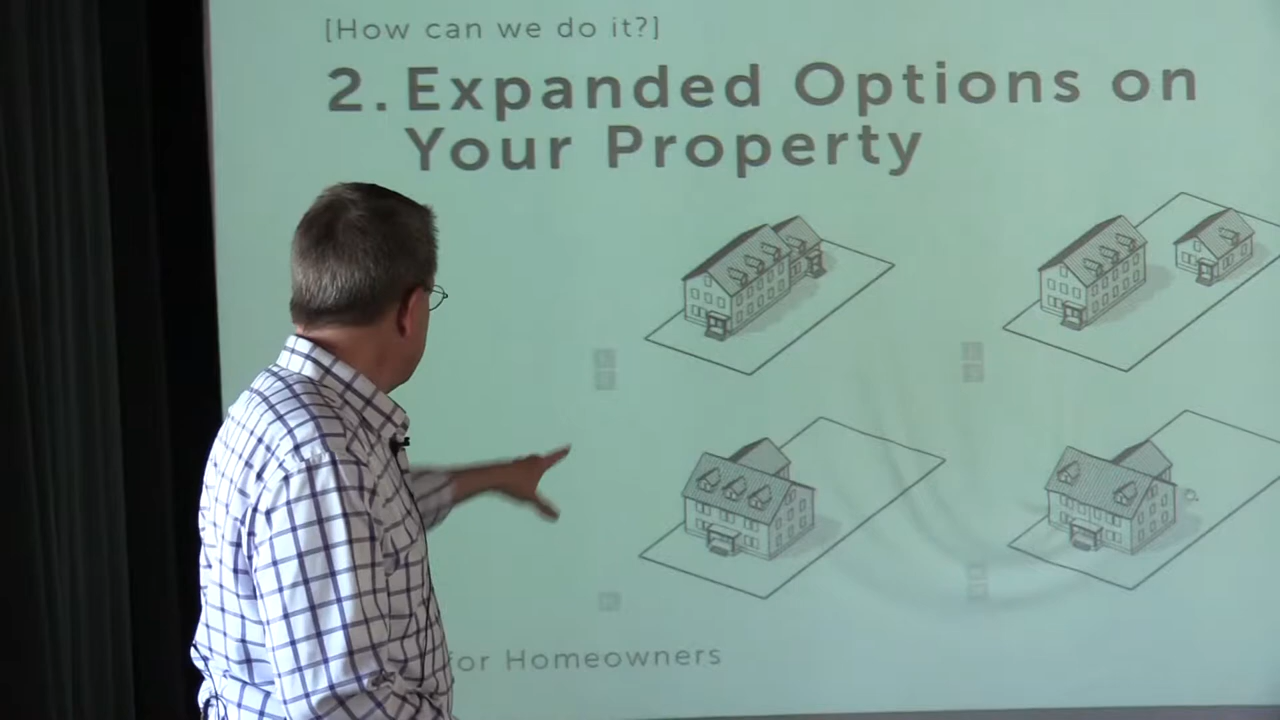 [How can we do it?]
2. Expanded Options on
Your Property
for Homeowners